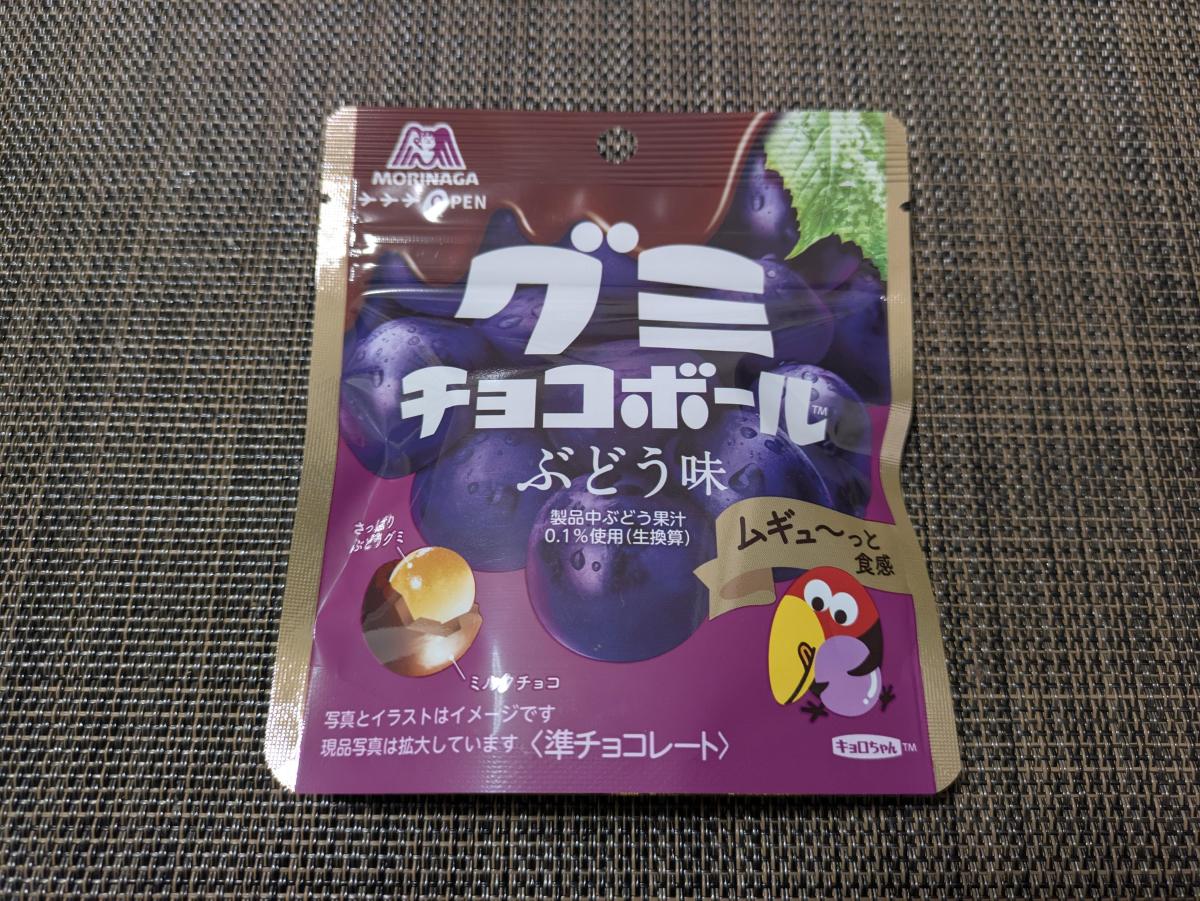 MORINAGA
OPEN
グミ
チョコボール™
ぶどう味
製品中ぶどう果汁
0.1%使用(生換算)
ムギュ〜っと
食感
さっぱり
ぶどうグミ
ミルクチョコ
写真とイラストはイメージです
現品写真は拡大しています〈準チョコレート〉
キョロちゃん™